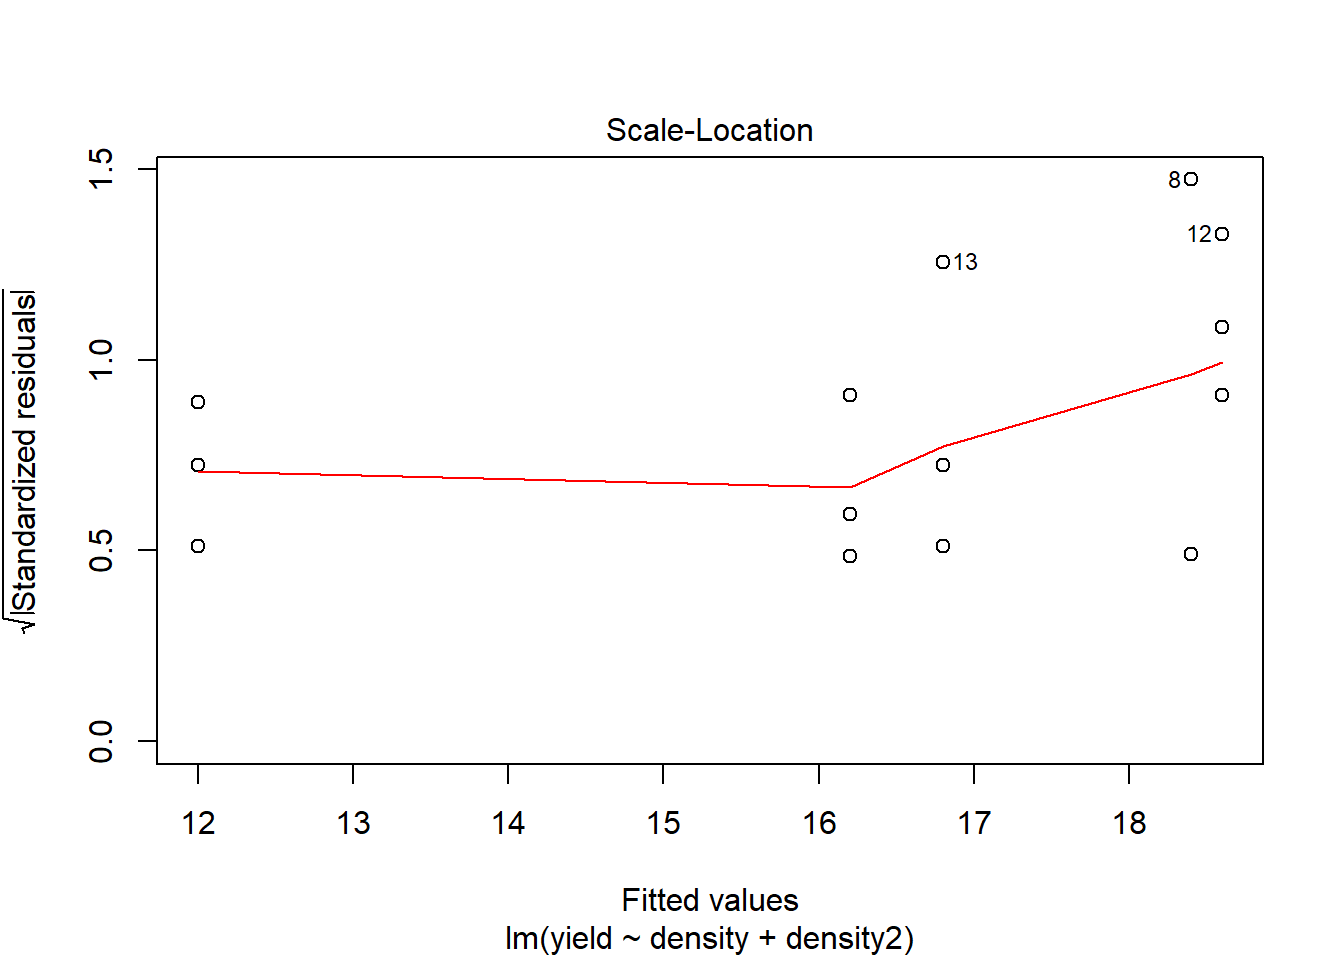 Scale-Location
√|Standardized residuals|
1.5
1.0
0.5
0.0
8
12
13
12 13 14 15 16 17 18
Fitted values
lm(yield ~ density + density2)